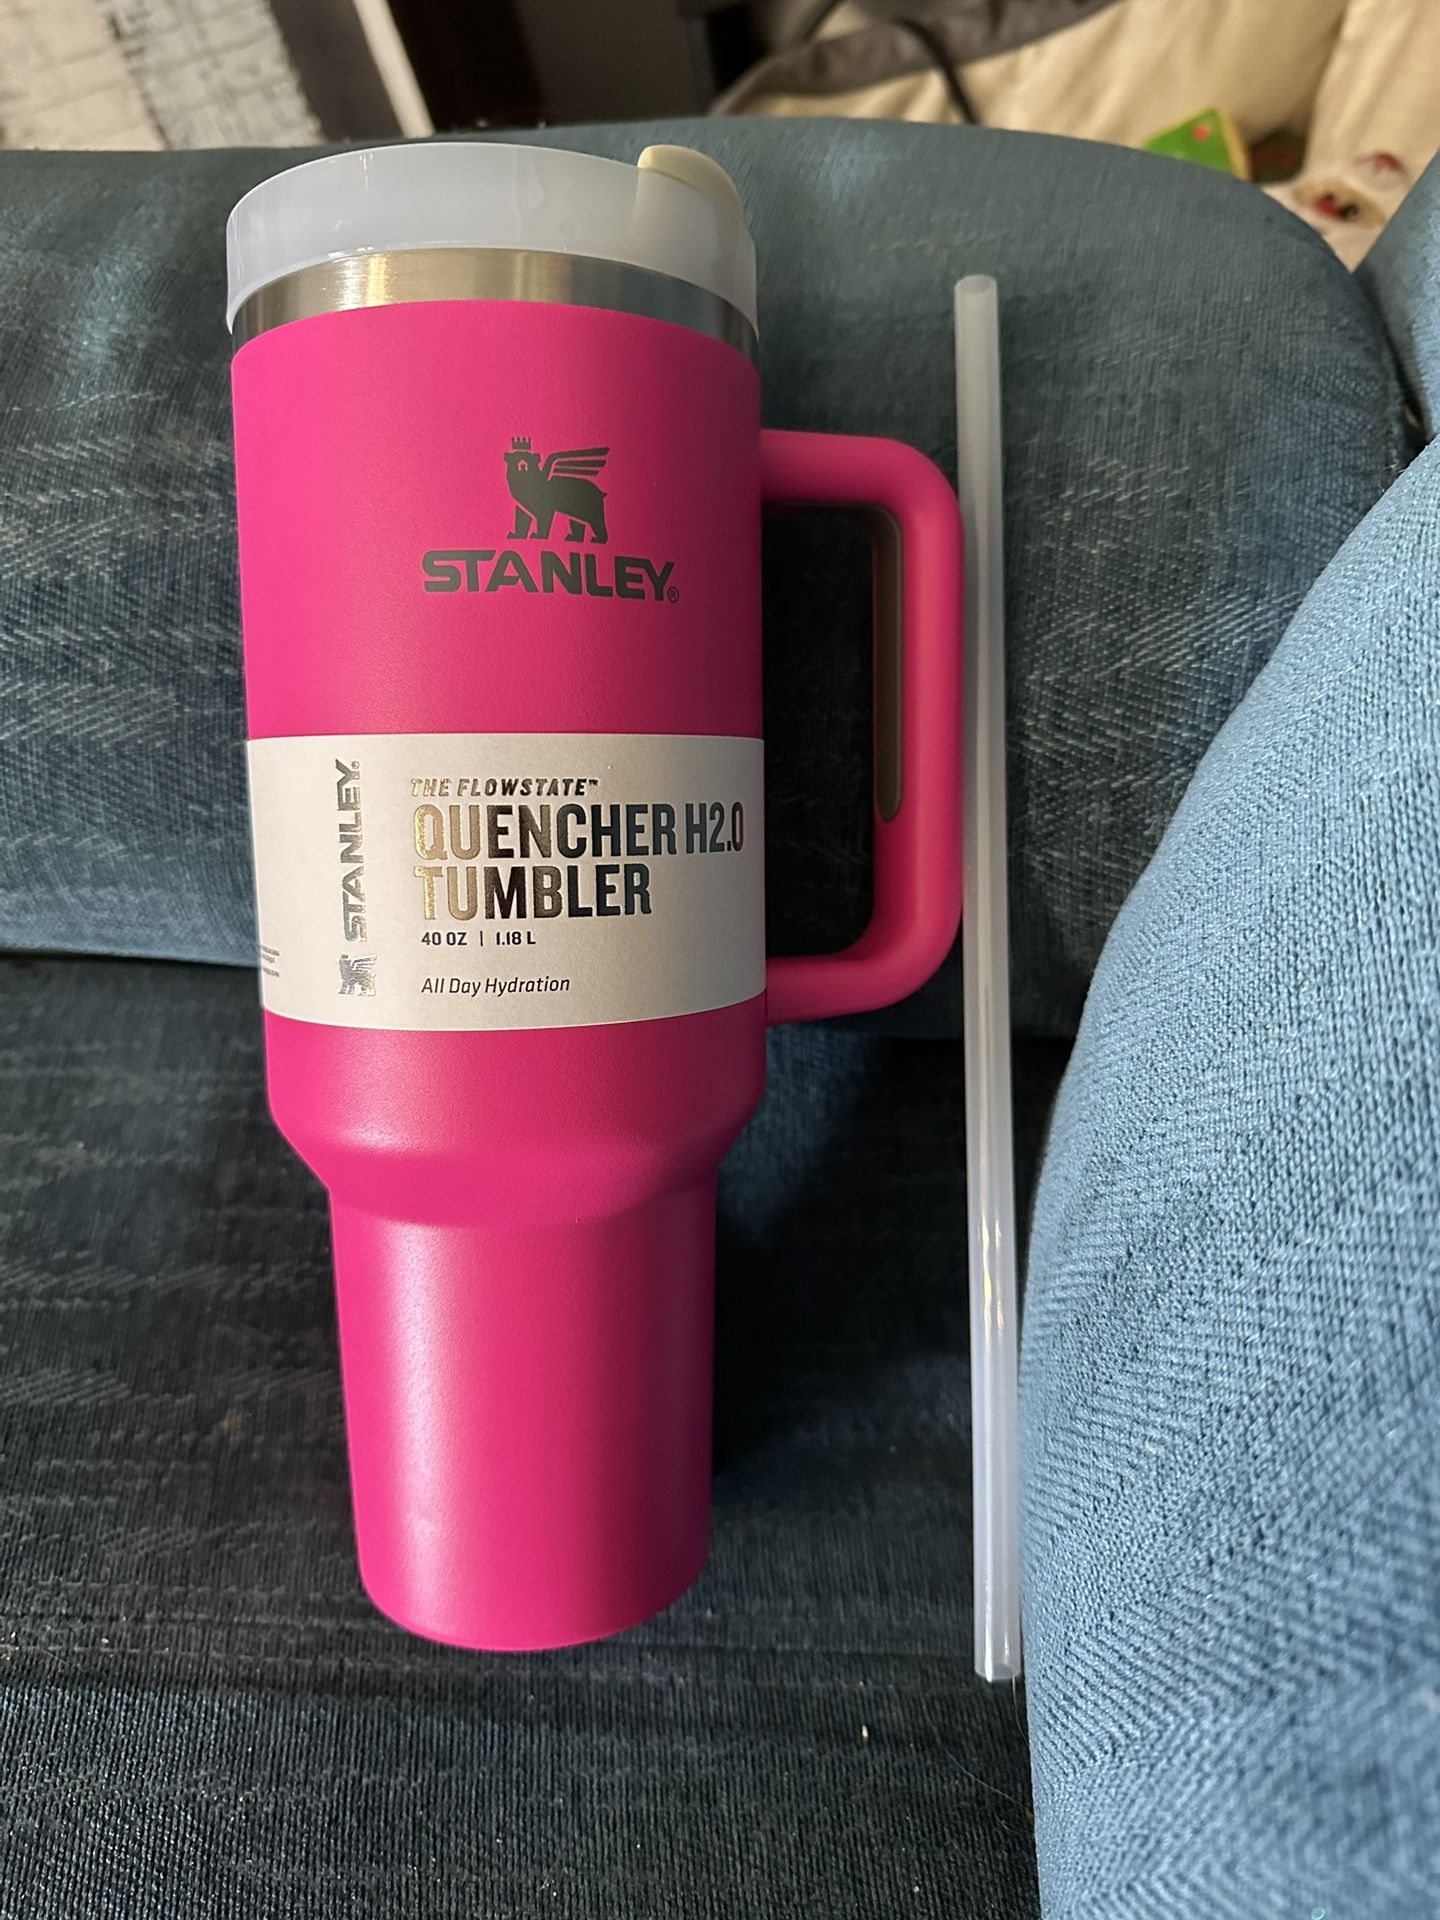 STANLEY®
STANLEY®
THE FLOWSTATE™
QUENCHER H2.0
TUMBLER
40 OZ | 1.18 L
All Day Hydration